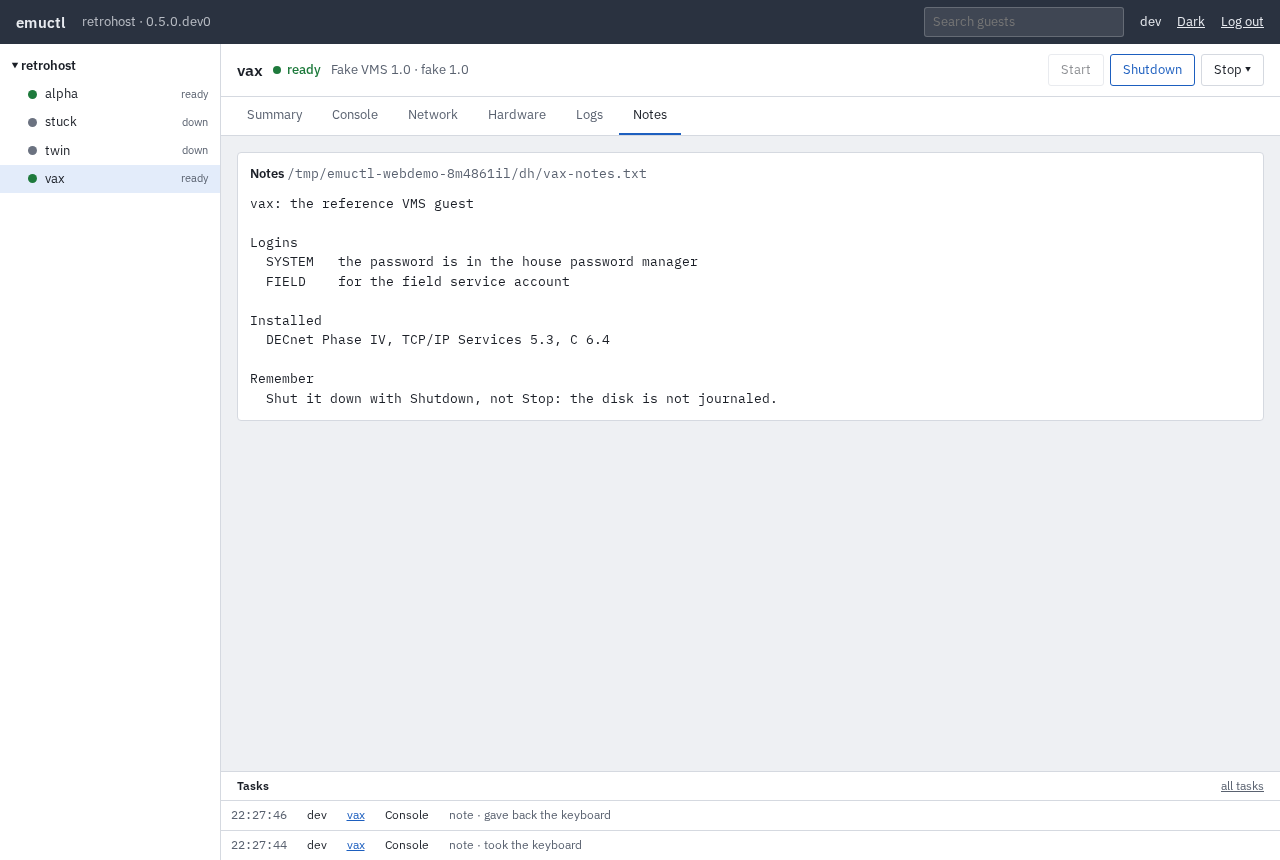 emuctl retrohost · 0.5.0.dev0 Search guests dev Dark Log out
▾ retrohost
alpha ready
stuck down
twin down
vax ready
vax ready Fake VMS 1.0 · fake 1.0 Start Shutdown Stop ▾
Summary Console Network Hardware Logs Notes
Notes /tmp/emuctl-webdemo-8m4861il/dh/vax-notes.txt
vax: the reference VMS guest
Logins
SYSTEM the password is in the house password manager
FIELD for the field service account
Installed
DECnet Phase IV, TCP/IP Services 5.3, C 6.4
Remember
Shut it down with Shutdown, not Stop: the disk is not journaled.
Tasks all tasks
22:27:46 dev vax Console note · gave back the keyboard
22:27:44 dev vax Console note · took the keyboard